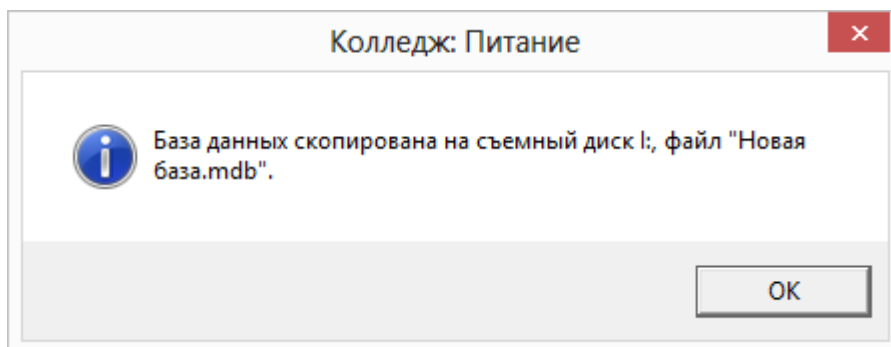 Колледж: Питание
База данных скопирована на съемный диск I:, файл "Новая
база.mdb".
OK